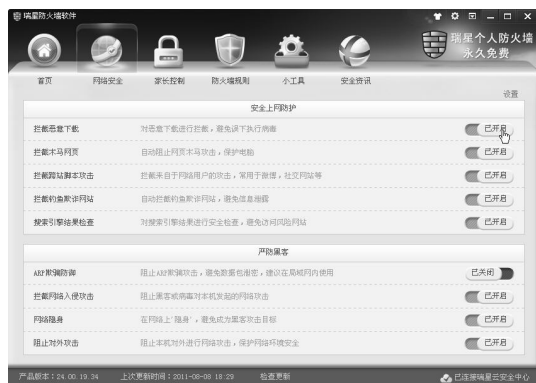 瑞星防火墙软件
瑞星个人防火墙
永久免费
首页 网络安全 家长控制 防火墙规则 小工具 安全资讯
设置
安全上网防护
拦截恶意下载 对恶意下载进行拦截，避免误下执行病毒 已开启
拦截木马网页 自动阻止网页木马攻击，保护电脑 已开启
拦截跨站脚本攻击 拦截来自于网络用户的攻击，常用于微博，社交网站等 已开启
拦截钓鱼欺诈网站 自动拦截钓鱼欺诈网站，避免信息泄露 已开启
搜索引擎结果检查 对搜索引擎结果进行安全检查，避免访问风险网站 已开启
严防黑客
ARP欺骗防御 阻止ARP欺骗攻击，避免数据包泄密，建议在局域网内使用 已关闭
拦截网络入侵攻击 阻止黑客或病毒对本机发起的网络攻击 已开启
网络隐身 在网络上'隐身'，避免成为黑客攻击目标 已开启
阻止对外攻击 阻止本机对外进行网络攻击，保护网络环境安全 已开启
产品版本：24.00.19.34 上次更新时间：2011-08-08 18:29 检查更新 已连接瑞星云安全中心